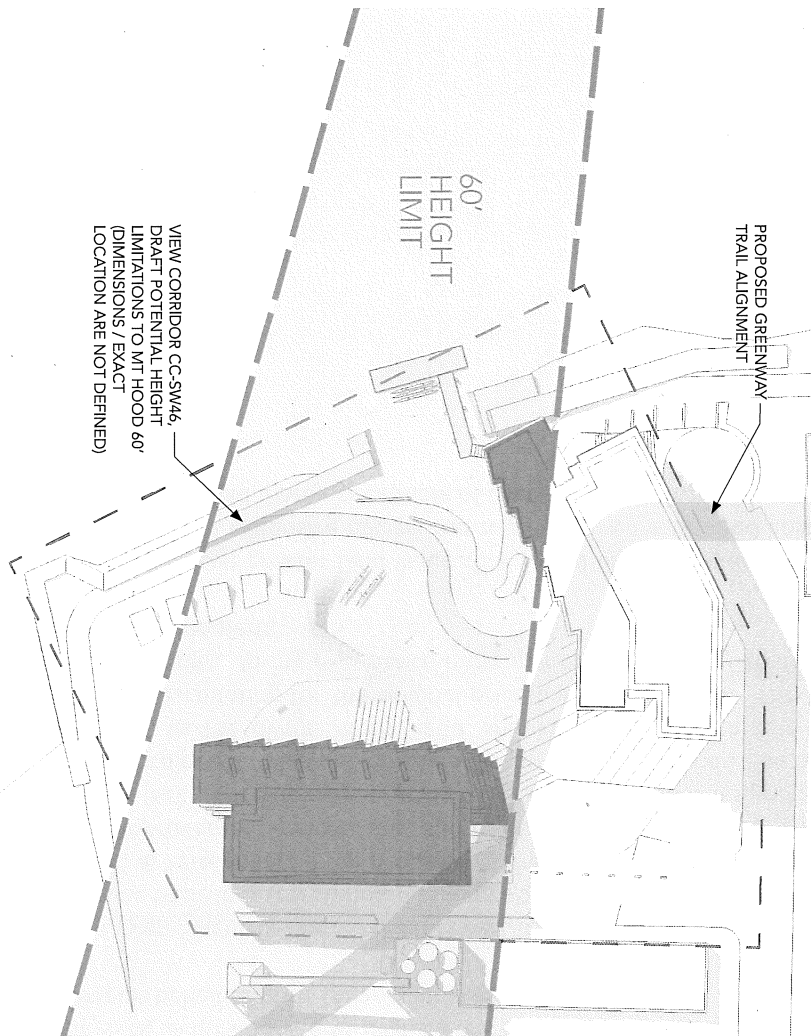 60'
HEIGHT
LIMIT
PROPOSED GREENWAY
TRAIL ALIGNMENT
VIEW CORRIDOR CC-SW46,
DRAFT POTENTIAL HEIGHT
LIMITATIONS TO MT HOOD 60'
(DIMENSIONS / EXACT
LOCATION ARE NOT DEFINED)